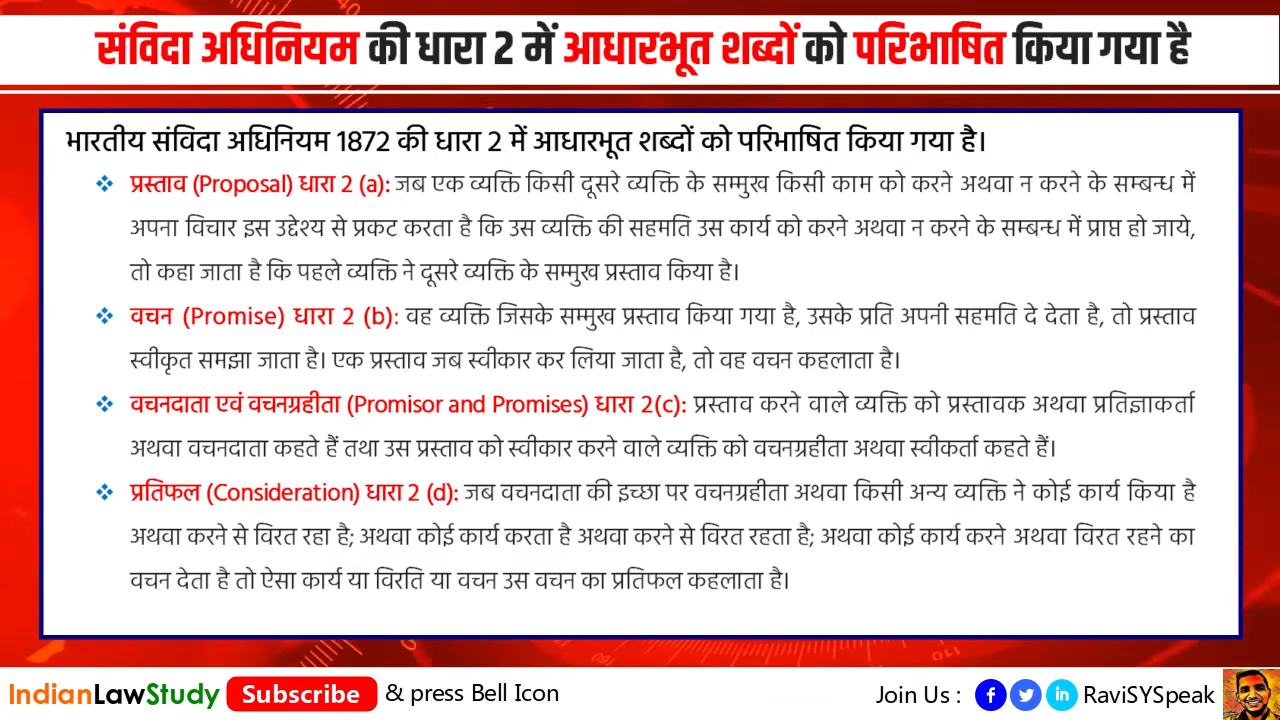 संविदा अधिनियम की धारा 2 में आधारभूत शब्दों को परिभाषित किया गया है
भारतीय संविदा अधिनियम 1872 की धारा 2 में आधारभूत शब्दों को परिभाषित किया गया है।
❖ प्रस्ताव (Proposal) धारा 2 (a): जब एक व्यक्ति किसी दूसरे व्यक्ति के सम्मुख किसी काम को करने अथवा न करने के सम्बन्ध में
अपना विचार इस उद्देश्य से प्रकट करता है कि उस व्यक्ति की सहमति उस कार्य को करने अथवा न करने के सम्बन्ध में प्राप्त हो जाये,
तो कहा जाता है कि पहले व्यक्ति ने दूसरे व्यक्ति के सम्मुख प्रस्ताव किया है।
❖ वचन (Promise) धारा 2 (b): वह व्यक्ति जिसके सम्मुख प्रस्ताव किया गया है, उसके प्रति अपनी सहमति दे देता है, तो प्रस्ताव
स्वीकृत समझा जाता है। एक प्रस्ताव जब स्वीकार कर लिया जाता है, तो वह वचन कहलाता है।
❖ वचनदाता एवं वचनग्रहीता (Promisor and Promises) धारा 2(c): प्रस्ताव करने वाले व्यक्ति को प्रस्तावक अथवा प्रतिज्ञाकर्ता
अथवा वचनदाता कहते हैं तथा उस प्रस्ताव को स्वीकार करने वाले व्यक्ति को वचनग्रहीता अथवा स्वीकर्ता कहते हैं।
❖ प्रतिफल (Consideration) धारा 2 (d): जब वचनदाता की इच्छा पर वचनग्रहीता अथवा किसी अन्य व्यक्ति ने कोई कार्य किया है
अथवा करने से विरत रहा है; अथवा कोई कार्य करता है अथवा करने से विरत रहता है; अथवा कोई कार्य करने अथवा विरत रहने का
वचन देता है तो ऐसा कार्य या विरति या वचन उस वचन का प्रतिफल कहलाता है।
IndianLawStudy Subscribe & press Bell Icon Join Us : RaviSYSpeak